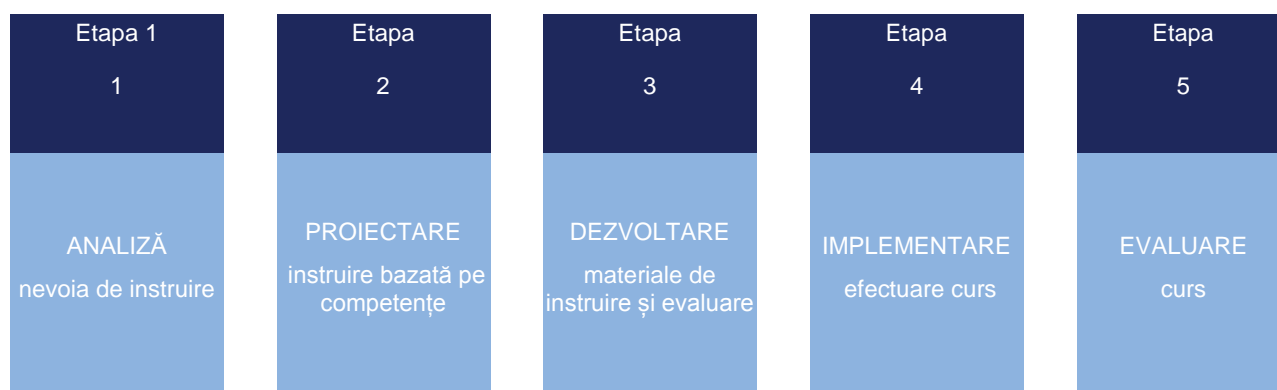 Etapa 1
1
ANALIZĂ
nevoia de instruire
Etapa
2
PROIECTARE
instruire bazată pe
competențe
Etapa
3
DEZVOLTARE
materiale de
instruire și evaluare
Etapa
4
IMPLEMENTARE
efectuare curs
Etapa
5
EVALUARE
curs